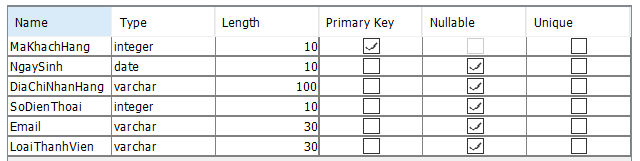 Name Type Length Primary Key Nullable Unique
MaKhachHang integer 10
NgaySinh date 10
DiaChiNhanHang varchar 100
SoDienThoai integer 10
Email varchar 30
LoaiThanhVien varchar 30